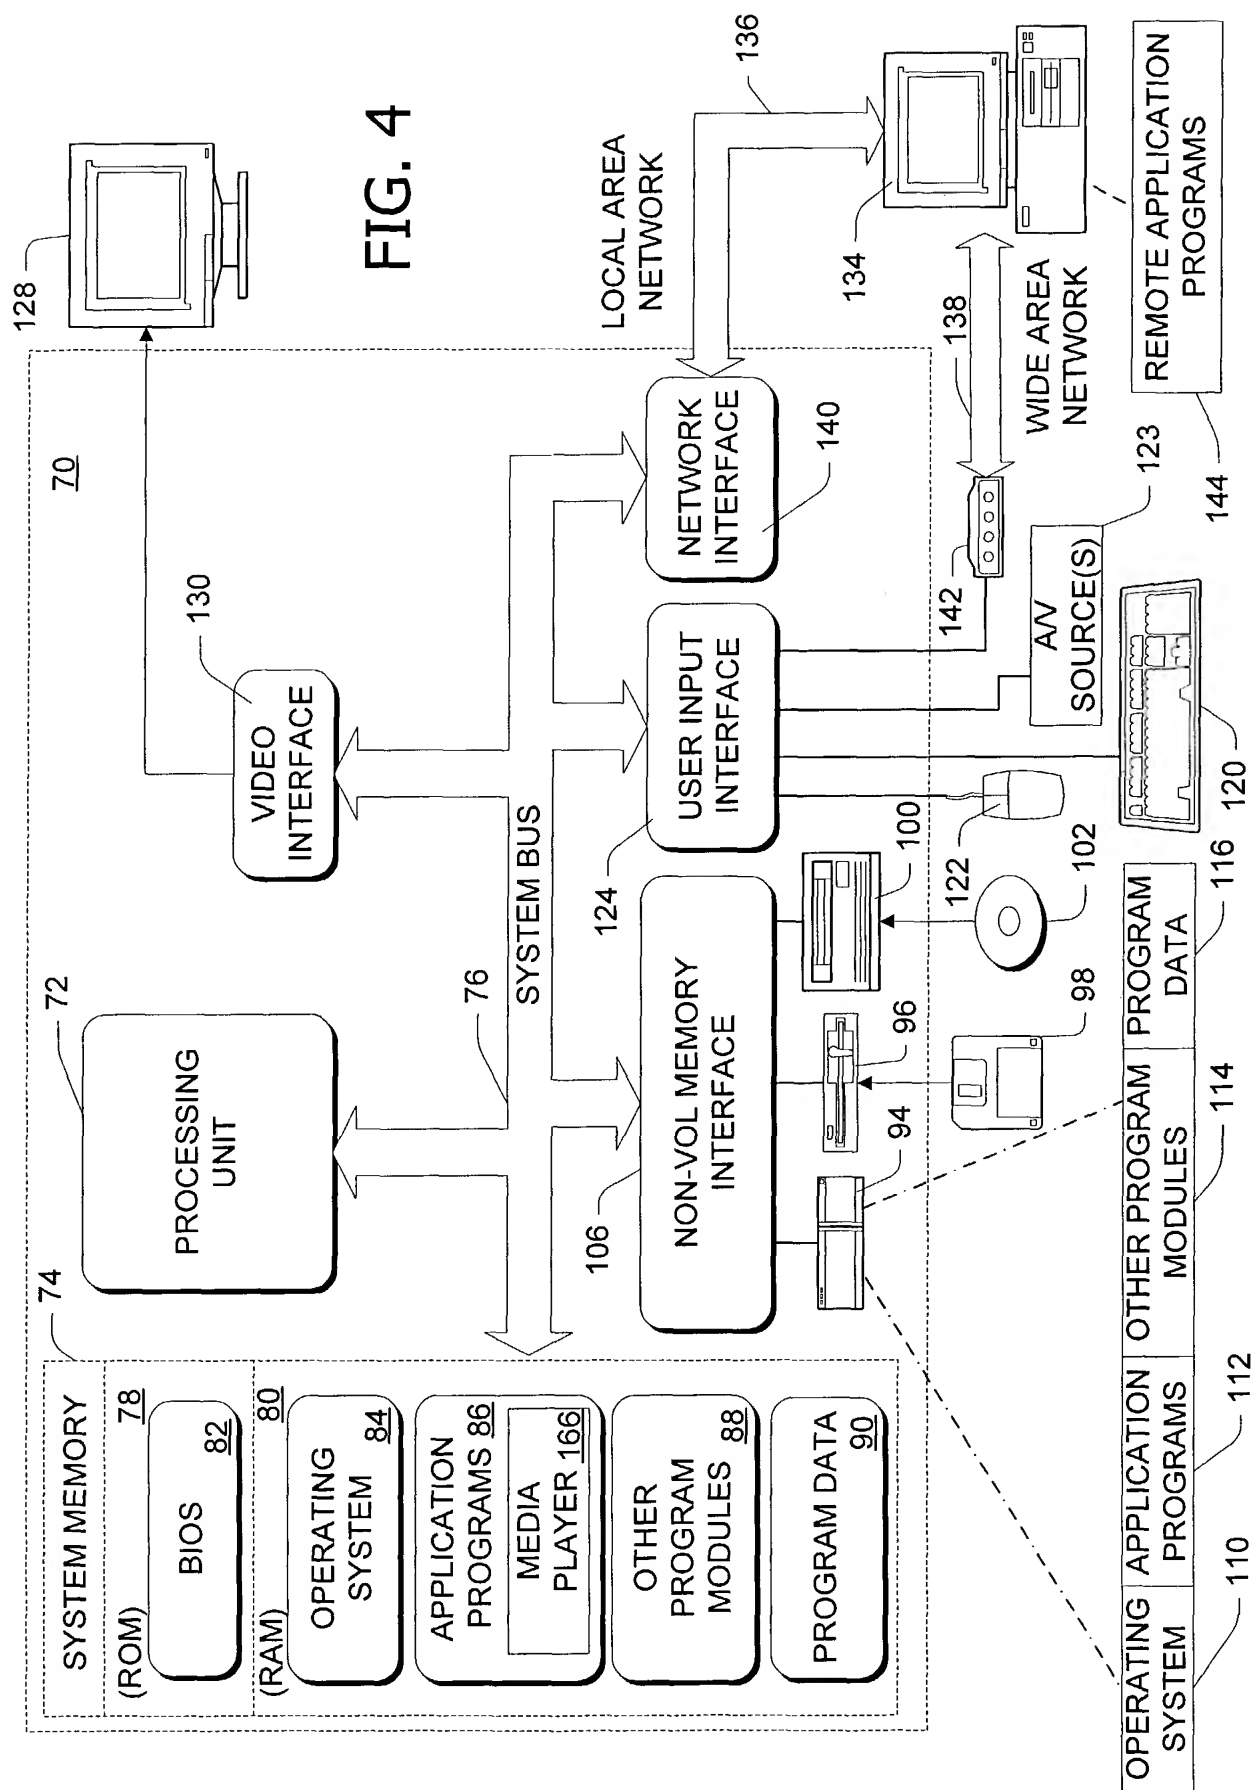 SYSTEM MEMORY
74
(ROM) 78
BIOS
82
(RAM) 80
OPERATING
SYSTEM 84
APPLICATION
PROGRAMS 86
MEDIA
PLAYER 166
OTHER
PROGRAM
MODULES 88
PROGRAM DATA
90
72
PROCESSING
UNIT
76
SYSTEM BUS
VIDEO
INTERFACE
130
70
128
FIG. 4
106
NON-VOL MEMORY
INTERFACE
124
USER INPUT
INTERFACE
NETWORK
INTERFACE
140
LOCAL AREA
NETWORK
136
134
138
WIDE AREA
NETWORK
142
94
96
98
100
102
122
120
A/V
SOURCE(S)
123
REMOTE APPLICATION
PROGRAMS
144
OPERATING
SYSTEM
110
APPLICATION
PROGRAMS
112
OTHER PROGRAM
MODULES
114
PROGRAM
DATA
116